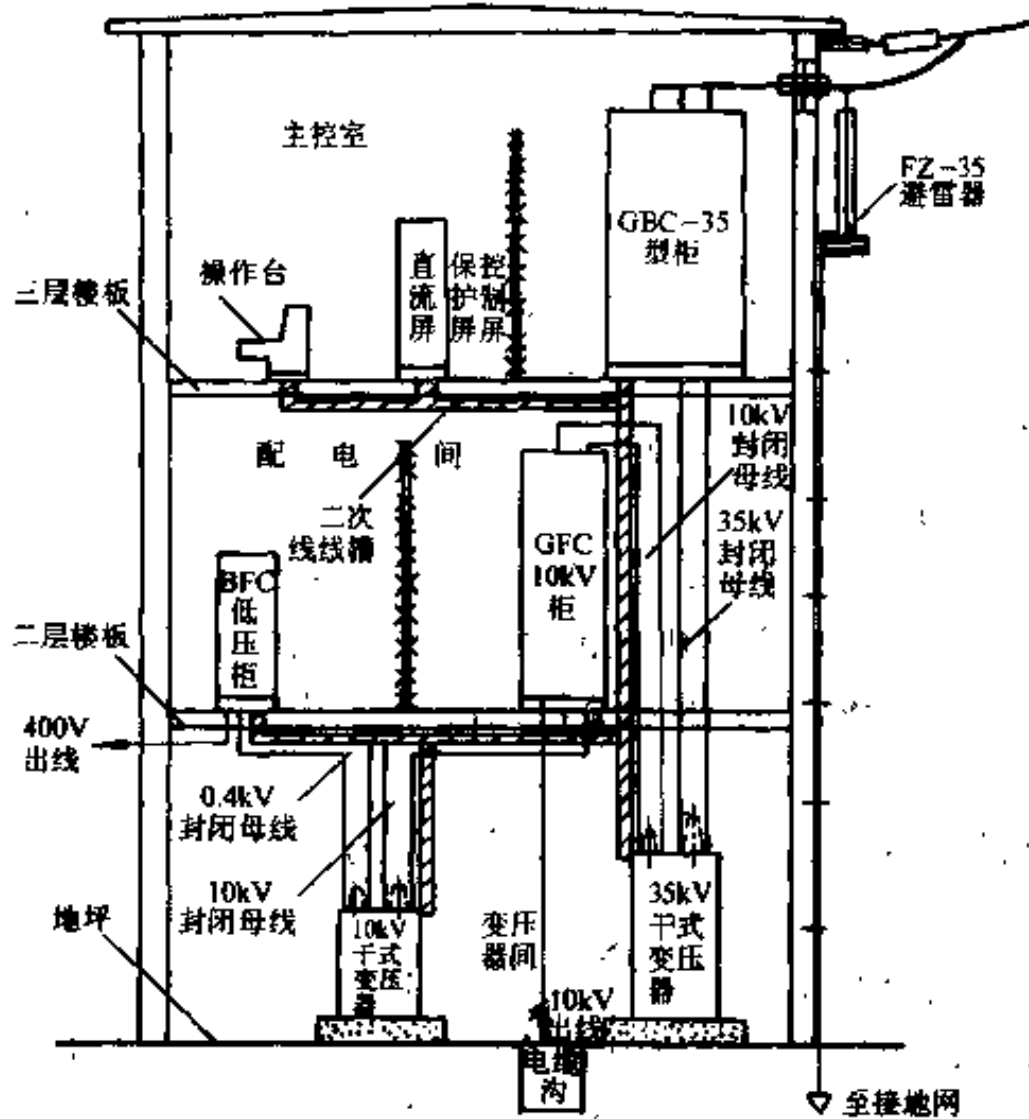 主控室
FZ-35
避雷器
GBC-35
型柜
操作台
直流屏
保护屏
控制屏
三层楼板
10kV
封闭
母线
配电间
35kV
封闭
母线
二次
线线槽
GFC
10kV
柜
BFC
低压柜
二层楼板
400V
出线
0.4kV
封闭母线
10kV
封闭母线
地坪
10kV
干式
变压
器
变压
器间
35kV
干式
变压
器
10kV
出线
电缆
沟
至接地网